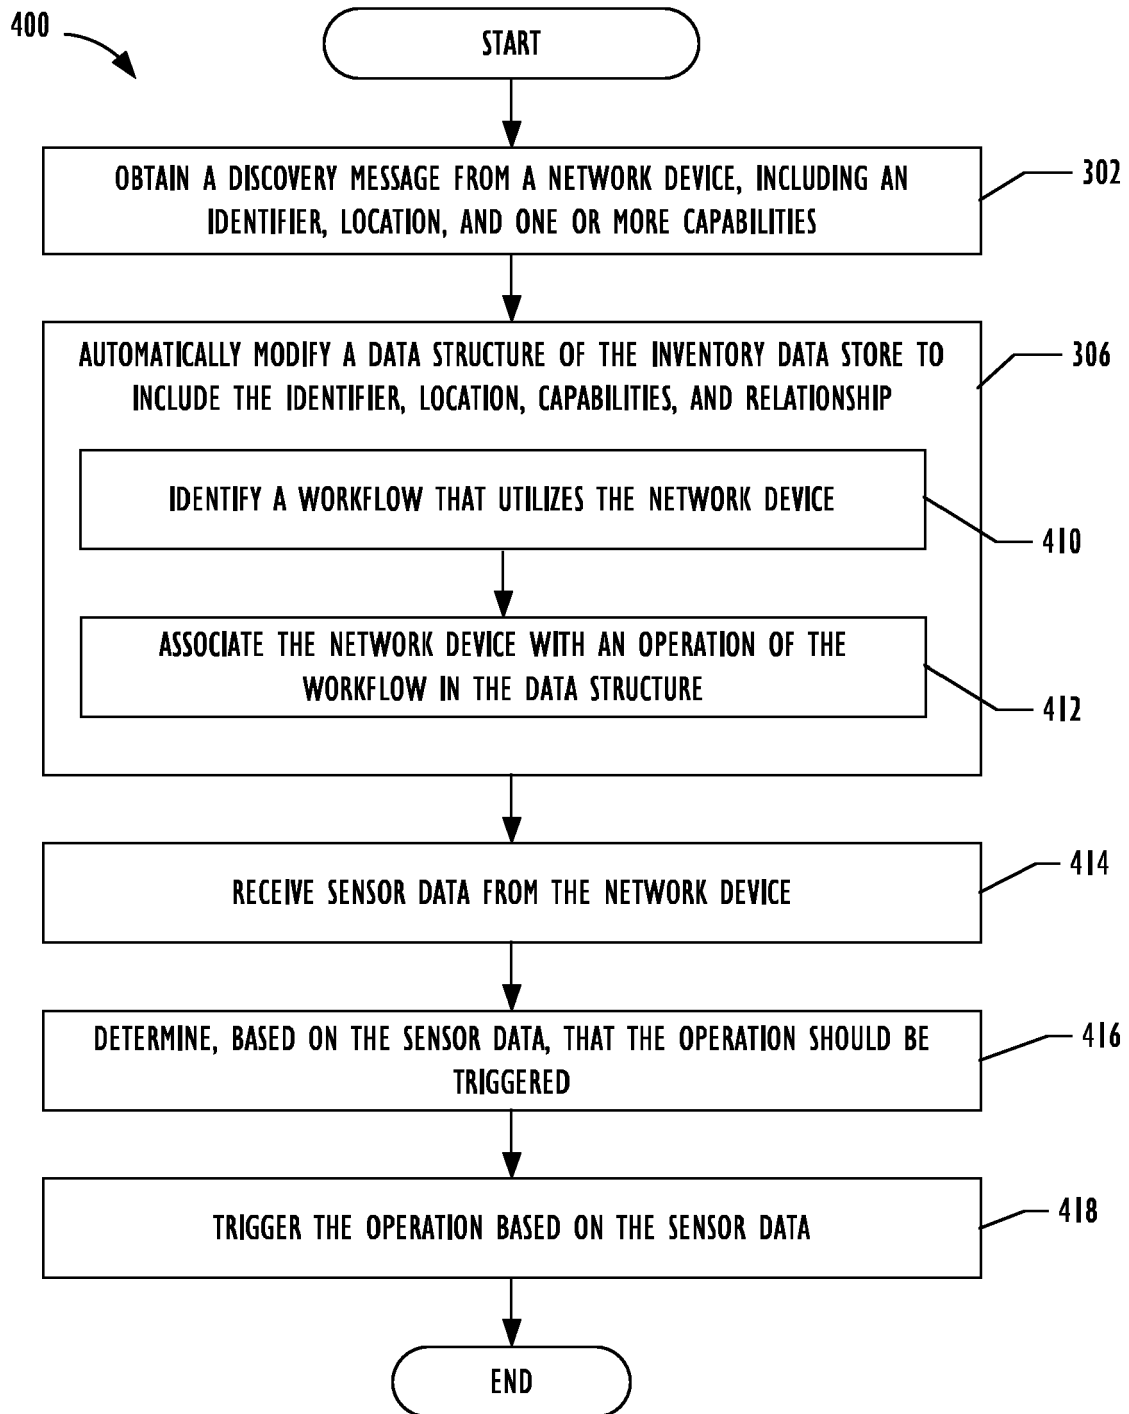 400
START
OBTAIN A DISCOVERY MESSAGE FROM A NETWORK DEVICE, INCLUDING AN
IDENTIFIER, LOCATION, AND ONE OR MORE CAPABILITIES
302
AUTOMATICALLY MODIFY A DATA STRUCTURE OF THE INVENTORY DATA STORE TO
INCLUDE THE IDENTIFIER, LOCATION, CAPABILITIES, AND RELATIONSHIP
306
IDENTIFY A WORKFLOW THAT UTILIZES THE NETWORK DEVICE
410
ASSOCIATE THE NETWORK DEVICE WITH AN OPERATION OF THE
WORKFLOW IN THE DATA STRUCTURE
412
RECEIVE SENSOR DATA FROM THE NETWORK DEVICE
414
DETERMINE, BASED ON THE SENSOR DATA, THAT THE OPERATION SHOULD BE
TRIGGERED
416
TRIGGER THE OPERATION BASED ON THE SENSOR DATA
418
END